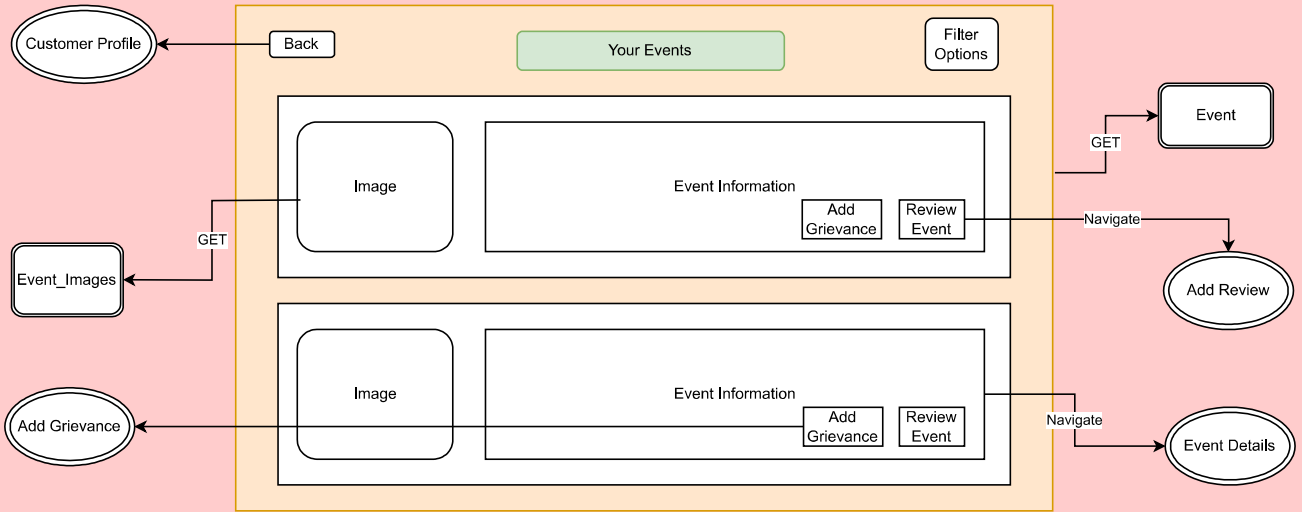 Customer Profile
Back
Your Events
Filter
Options
Event
GET
Image
Event Information
Add
Grievance
Review
Event
Navigate
GET
Event_Images
Add Review
Image
Event Information
Add
Grievance
Review
Event
Navigate
Add Grievance
Event Details